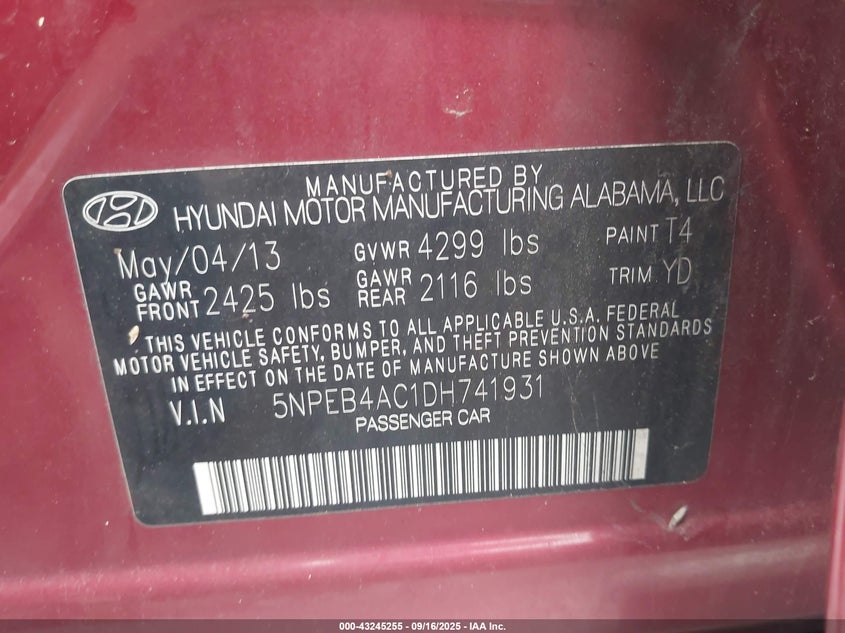 MANUFACTURED BY
HYUNDAI MOTOR MANUFACTURING ALABAMA, LLC
May/04/13 GVWR 4299 lbs PAINT T4
GAWR FRONT 2425 lbs GAWR REAR 2116 lbs TRIM YD
THIS VEHICLE CONFORMS TO ALL APPLICABLE U.S.A. FEDERAL
MOTOR VEHICLE SAFETY, BUMPER, AND THEFT PREVENTION STANDARDS
IN EFFECT ON THE DATE OF MANUFACTURE SHOWN ABOVE
V.I.N 5NPEB4AC1DH741931
PASSENGER CAR
000-43245255 - 09/16/2025 - IAA Inc.